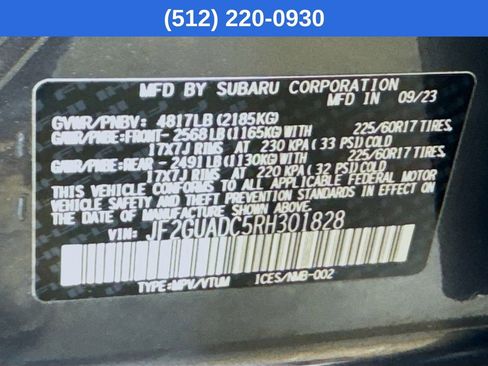 (512) 220-0930
MFD BY SUBARU CORPORATION
MFD IN 09/23
GVWR/PNBV: 4817LB(2185KG)
GAWR/PNBE:FRONT-2568LB(1165KG)WITH 225/60R17 TIRES,
17X7J RIMS AT 230 KPA(33 PSI)COLD
GAWR/PNBE:REAR-2491LB(1130KG)WITH 225/60R17 TIRES,
17X7J RIMS AT 220 KPA(32 PSI)COLD
THIS VEHICLE CONFORMS TO ALL APPLICABLE FEDERAL MOTOR
VEHICLE SAFETY AND THEFT PREVENTION STANDARDS IN EFFECT
ON THE DATE OF MANUFACTURE SHOWN ABOVE.
VIN: JF2GUADC5RH301828
TYPE:MPV/VTUM ICES/NMB-002